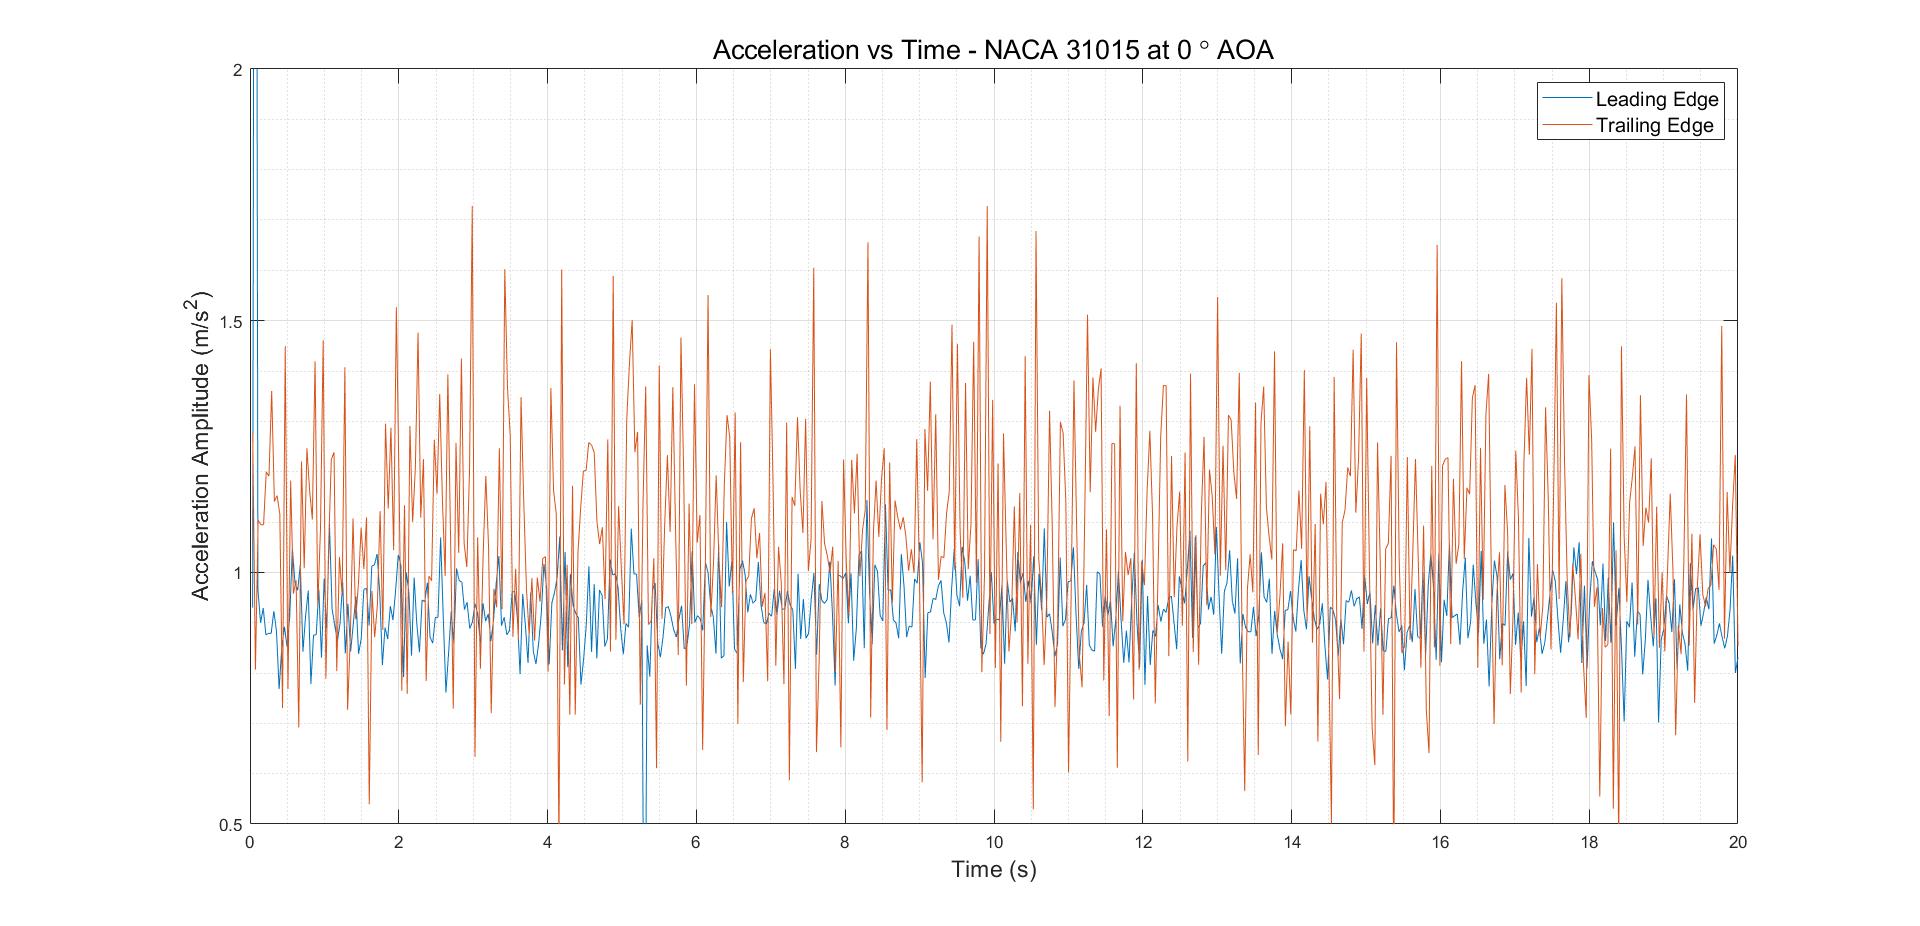 Acceleration vs Time - NACA 31015 at 0 ° AOA
Leading Edge
Trailing Edge
Acceleration Amplitude (m/s²)
2
1.5
1
0.5
0 2 4 6 8 10 12 14 16 18 20
Time (s)